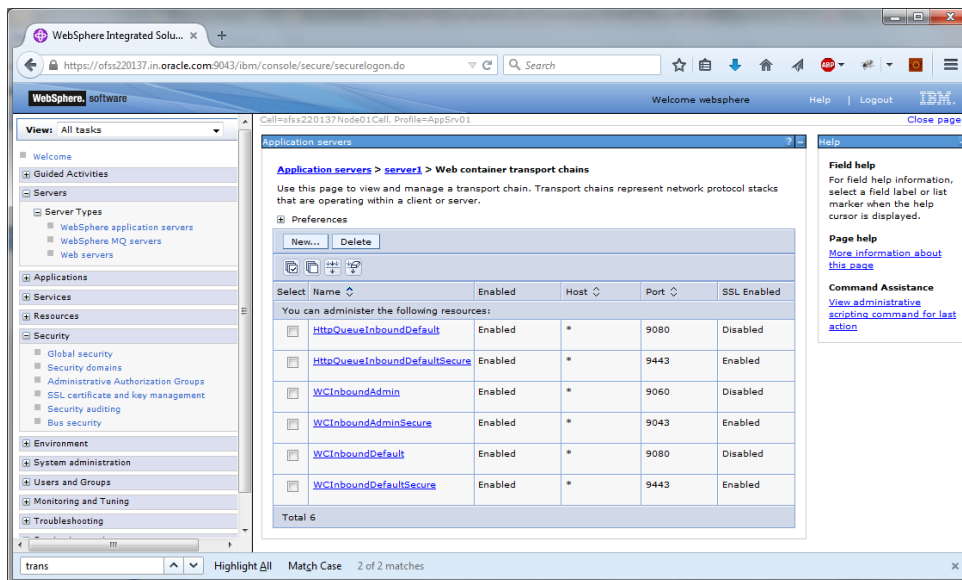 WebSphere Integrated Solu... × +
https://ofss220137.in.oracle.com:9043/ibm/console/secure/securelogon.do
Search
ABP
WebSphere. software
Welcome websphere
Help | Logout
IBM.
Cell=ofss220137Node01Cell, Profile=AppSrv01
Close page
View: All tasks
Welcome
Guided Activities
Servers
Server Types
WebSphere application servers
WebSphere MQ servers
Web servers
Applications
Services
Resources
Security
Global security
Security domains
Administrative Authorization Groups
SSL certificate and key management
Security auditing
Bus security
Environment
System administration
Users and Groups
Monitoring and Tuning
Troubleshooting
Application servers ? -
Application servers > server1 > Web container transport chains
Use this page to view and manage a transport chain. Transport chains represent network protocol stacks
that are operating within a client or server.
Preferences
New... Delete
Select Name Enabled Host Port SSL Enabled
You can administer the following resources:
HttpQueueInboundDefault Enabled * 9080 Disabled
HttpQueueInboundDefaultSecure Enabled * 9443 Enabled
WCInboundAdmin Enabled * 9060 Disabled
WCInboundAdminSecure Enabled * 9043 Enabled
WCInboundDefault Enabled * 9080 Disabled
WCInboundDefaultSecure Enabled * 9443 Enabled
Total 6
Help
Field help
For field help information,
select a field label or list
marker when the help
cursor is displayed.
Page help
More information about
this page
Command Assistance
View administrative
scripting command for last
action
trans Highlight All Match Case 2 of 2 matches ×